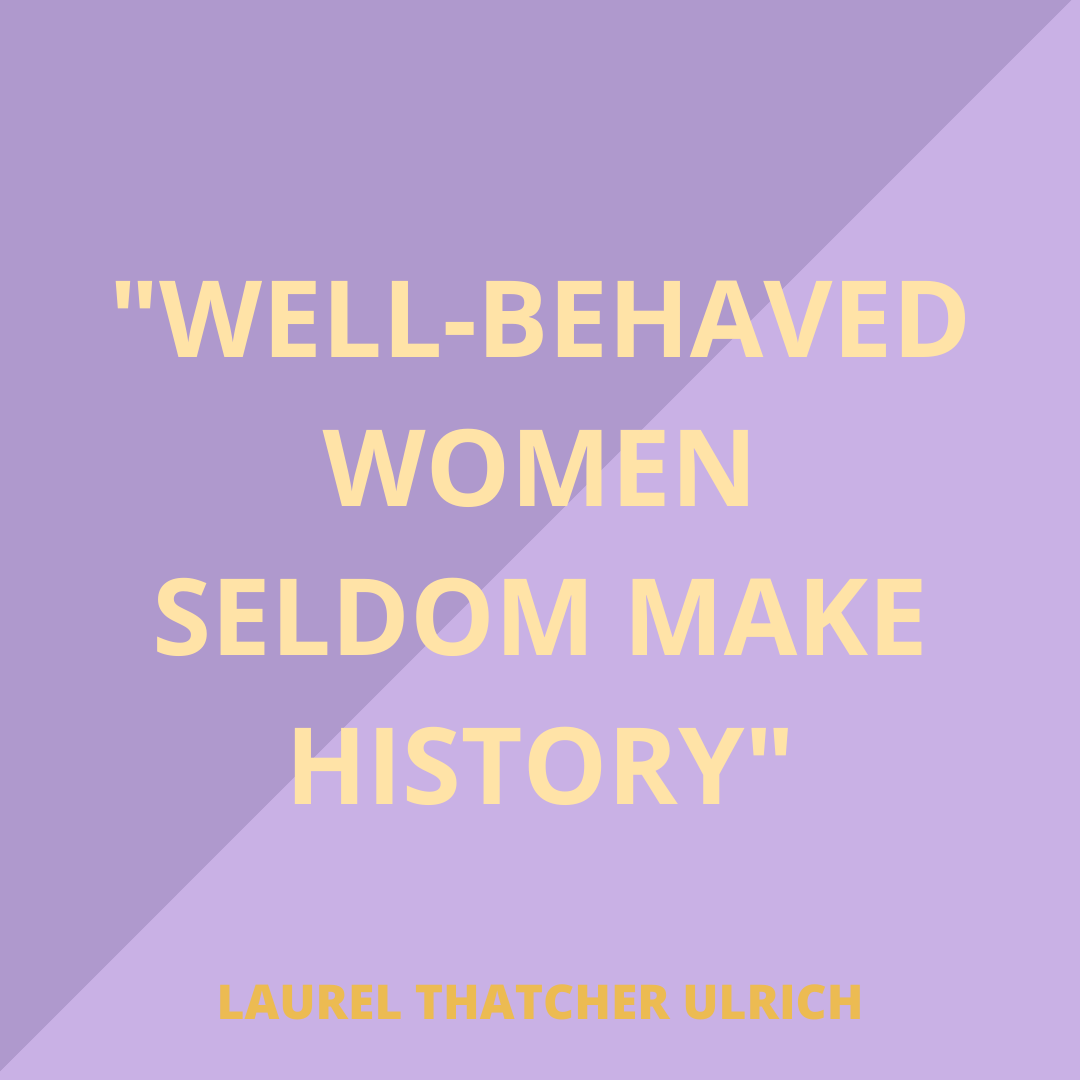 "WELL-BEHAVED
WOMEN
SELDOM MAKE
HISTORY"
LAUREL THATCHER ULRICH